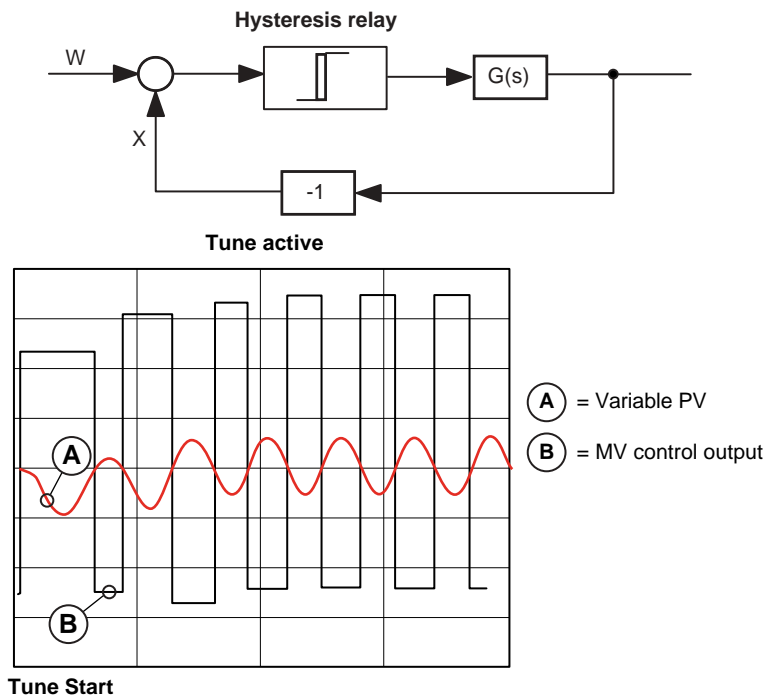 Hysteresis relay
W
G(s)
X
-1
Tune active
A
B
A = Variable PV
B = MV control output
Tune Start